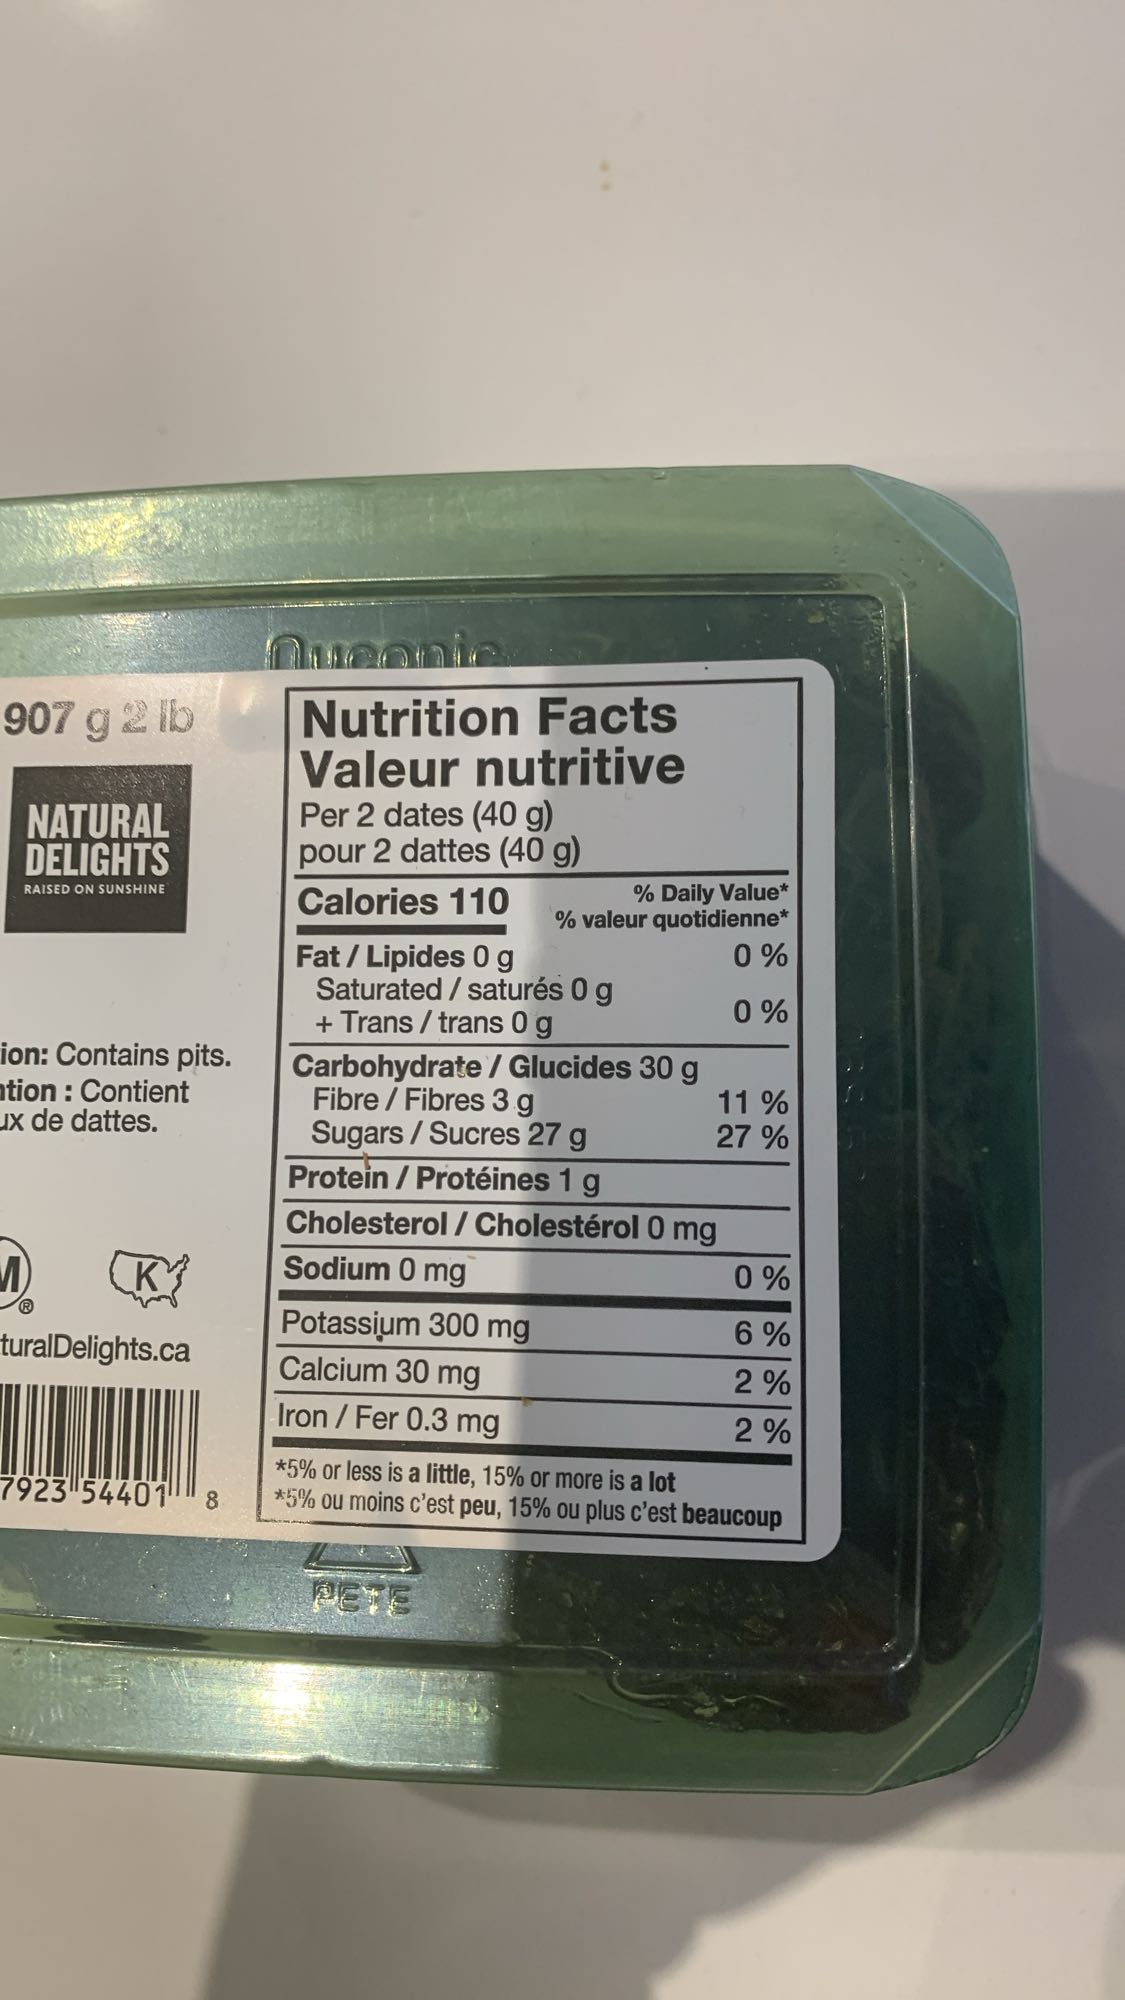 Nuconic
907 g 2 lb
NATURAL
DELIGHTS
RAISED ON SUNSHINE
ion: Contains pits.
ntion : Contient
ux de dattes.
M
®
K
turalDelights.ca
7923 54401 8
Nutrition Facts
Valeur nutritive
Per 2 dates (40 g)
pour 2 dattes (40 g)
Calories 110
% Daily Value*
% valeur quotidienne*
Fat / Lipides 0 g 0 %
Saturated / saturés 0 g
+ Trans / trans 0 g 0 %
Carbohydrate / Glucides 30 g
Fibre / Fibres 3 g 11 %
Sugars / Sucres 27 g 27 %
Protein / Protéines 1 g
Cholesterol / Cholestérol 0 mg
Sodium 0 mg 0 %
Potassium 300 mg 6 %
Calcium 30 mg 2 %
Iron / Fer 0.3 mg 2 %
*5% or less is a little, 15% or more is a lot
*5% ou moins c'est peu, 15% ou plus c'est beaucoup
PETE